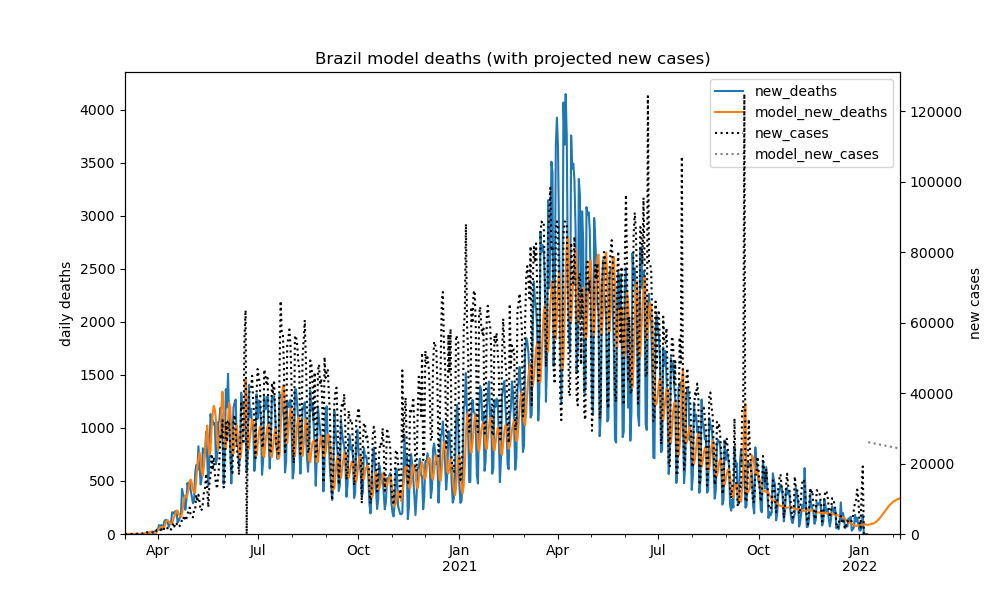 Brazil model deaths (with projected new cases)
new_deaths
model_new_deaths
new_cases
model_new_cases
daily deaths
4000
3500
3000
2500
2000
1500
1000
500
0
120000
100000
80000
60000
40000
20000
0
new cases
Apr Jul Oct Jan Apr Jul Oct Jan
2021 2022